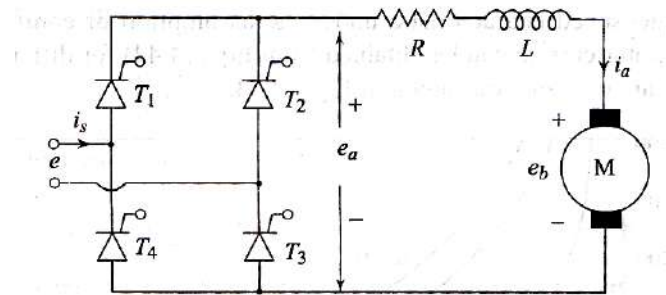 R L
i_a
T_1 T_2
+ +
i_s
e e_a e_b M
− −
T_4 T_3